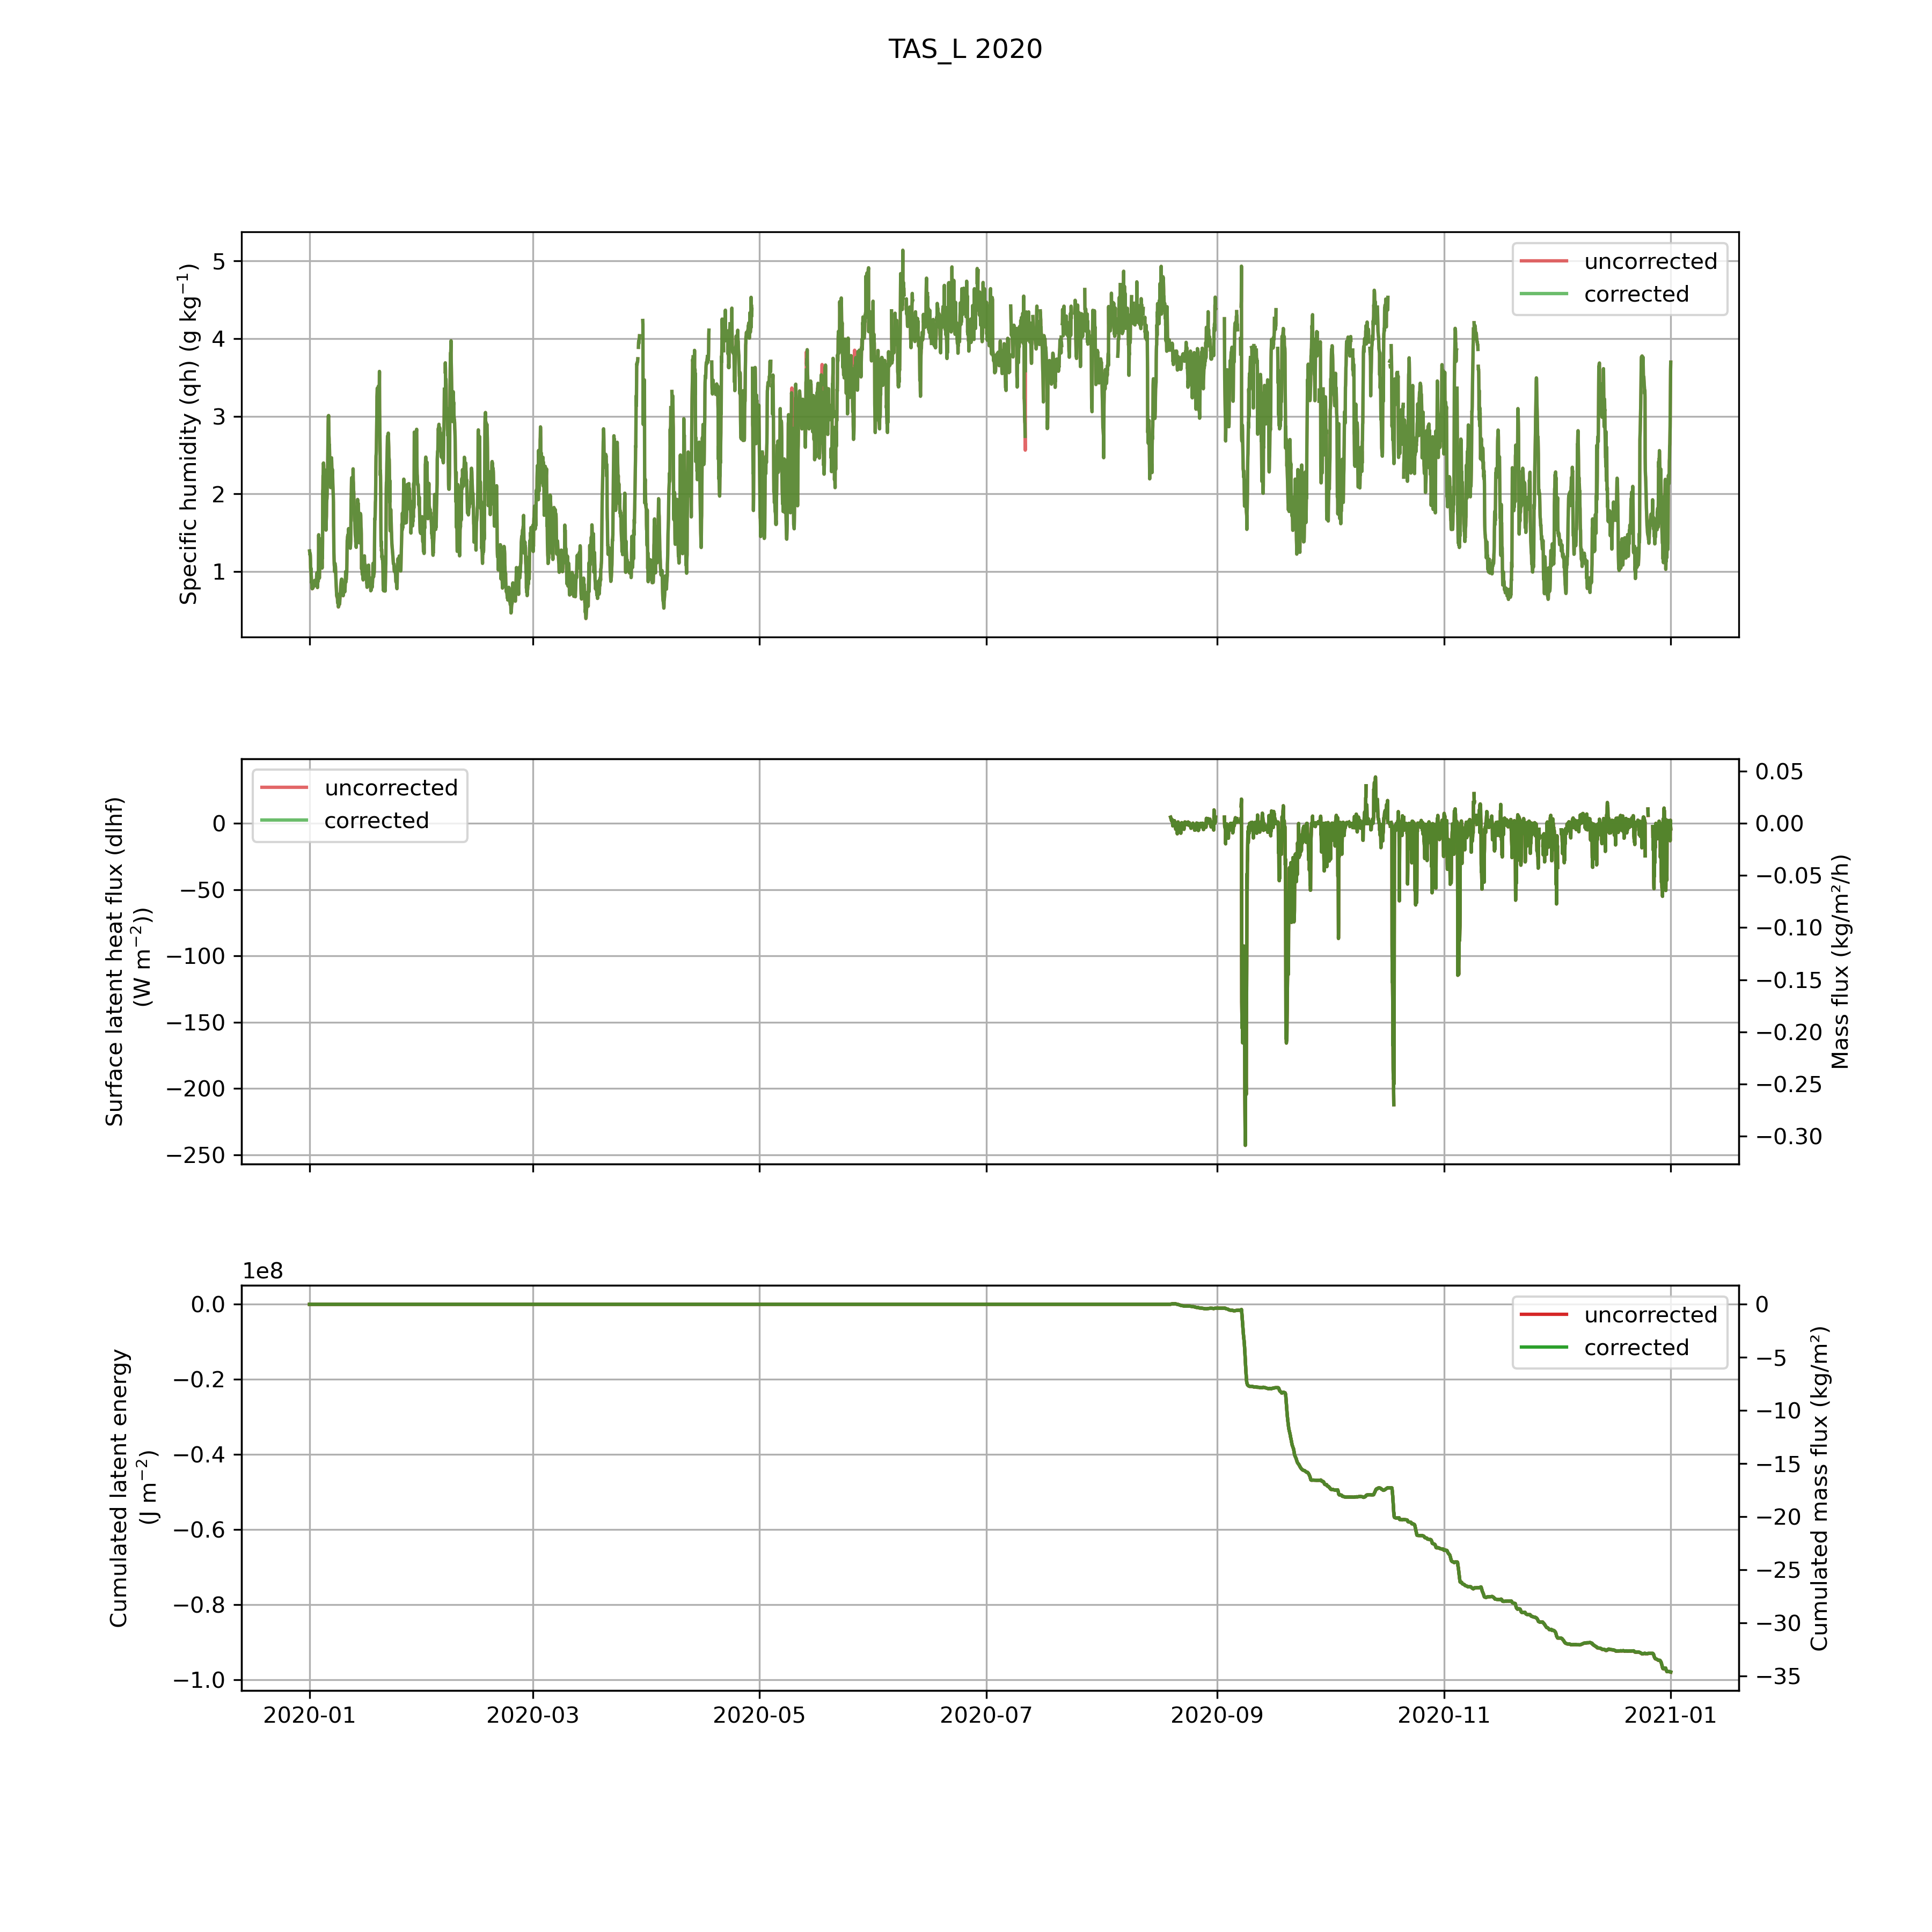 TAS_L 2020
Specific humidity (qh) (g kg⁻¹)
5
4
3
2
1
uncorrected
corrected
Surface latent heat flux (dlhf)
(W m⁻²))
0
−50
−100
−150
−200
−250
uncorrected
corrected
0.05
0.00
−0.05
−0.10
−0.15
−0.20
−0.25
−0.30
Mass flux (kg/m²/h)
1e8
Cumulated latent energy
(J m⁻²)
0.0
−0.2
−0.4
−0.6
−0.8
−1.0
uncorrected
corrected
0
−5
−10
−15
−20
−25
−30
−35
Cumulated mass flux (kg/m²)
2020-01 2020-03 2020-05 2020-07 2020-09 2020-11 2021-01